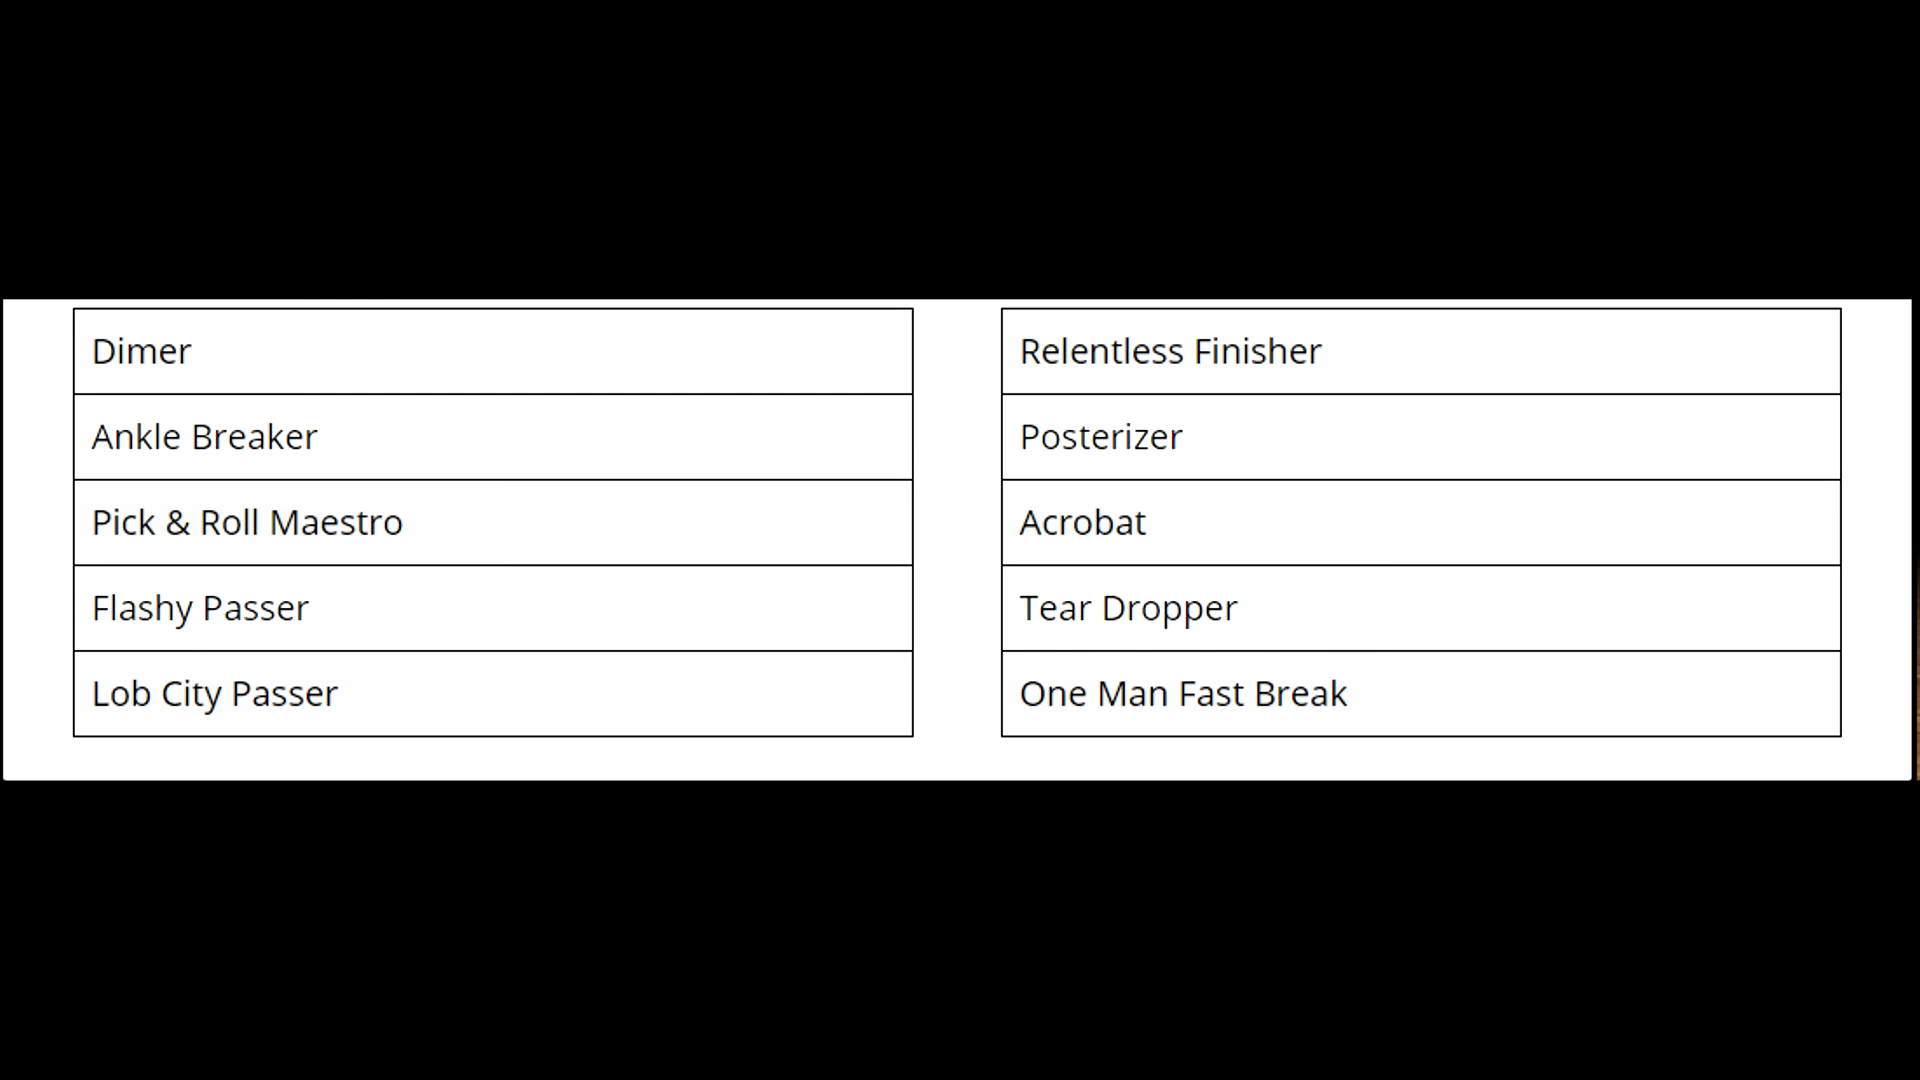 Dimer
Ankle Breaker
Pick & Roll Maestro
Flashy Passer
Lob City Passer
Relentless Finisher
Posterizer
Acrobat
Tear Dropper
One Man Fast Break